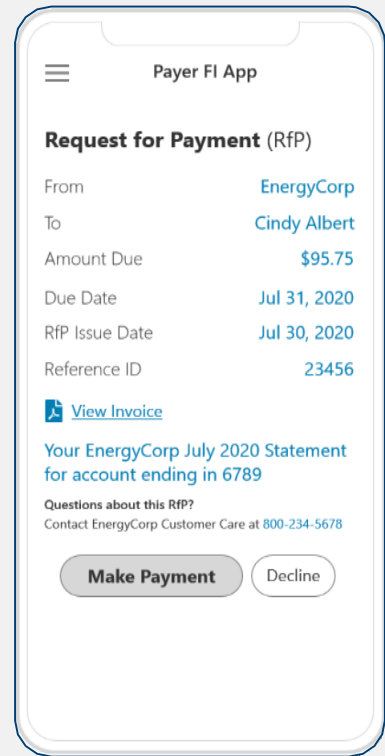 Payer FI App
Request for Payment (RfP)
From EnergyCorp
To Cindy Albert
Amount Due $95.75
Due Date Jul 31, 2020
RfP Issue Date Jul 30, 2020
Reference ID 23456
View Invoice
Your EnergyCorp July 2020 Statement
for account ending in 6789
Questions about this RfP?
Contact EnergyCorp Customer Care at 800-234-5678
Make Payment Decline